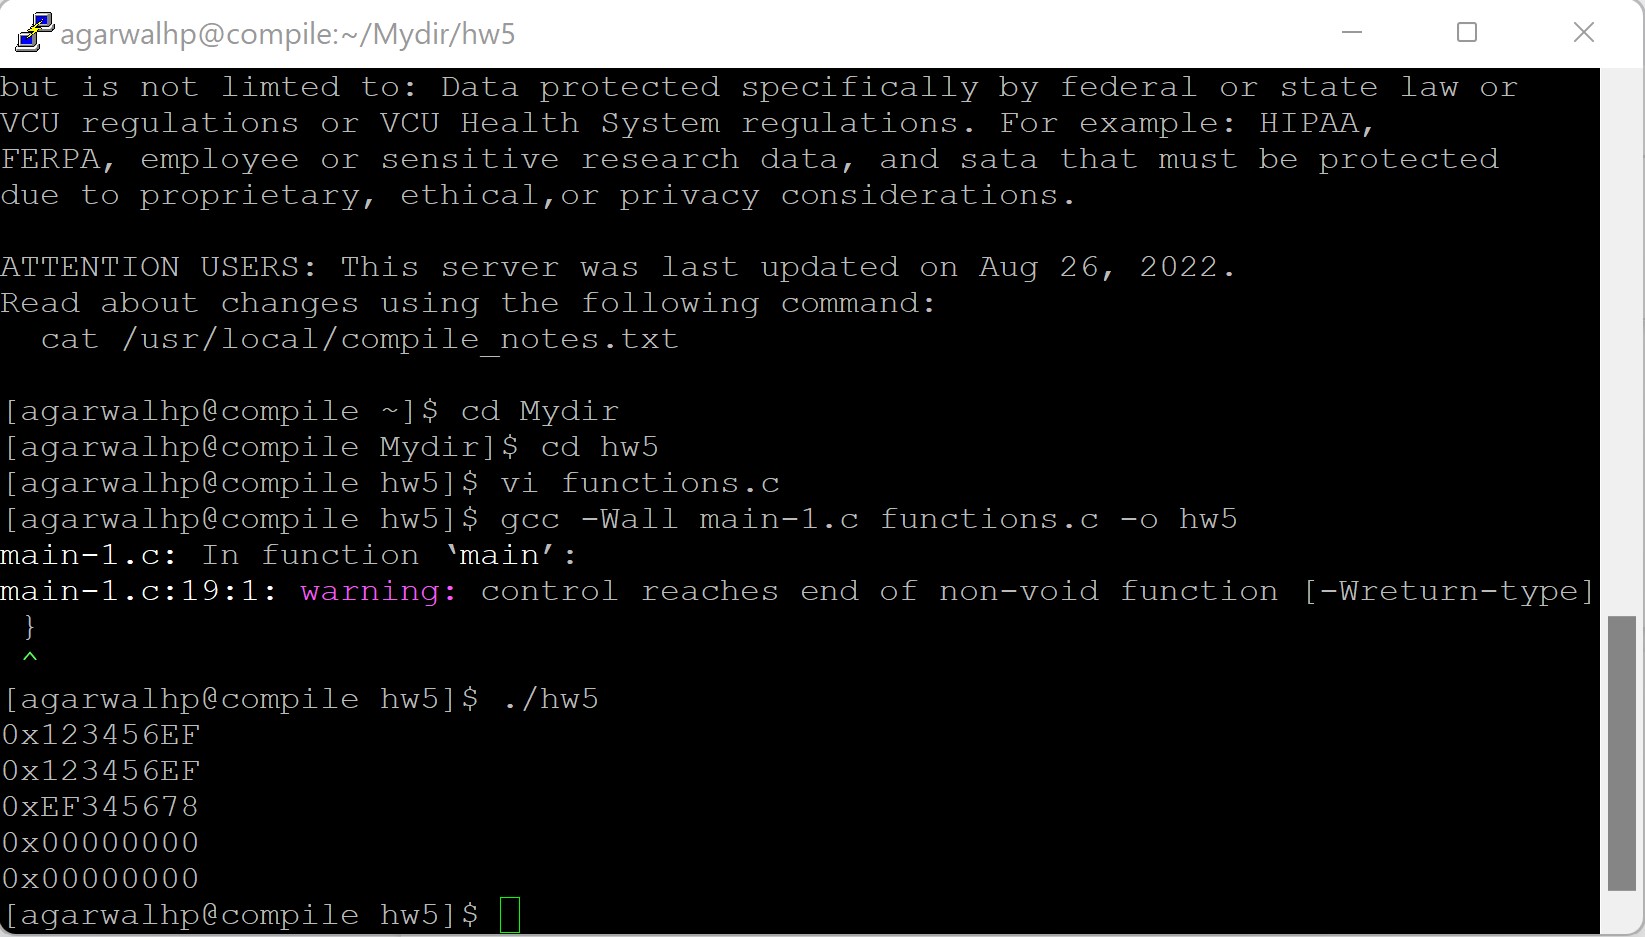 agarwalhp@compile:~/Mydir/hw5
but is not limted to: Data protected specifically by federal or state law or
VCU regulations or VCU Health System regulations. For example: HIPAA,
FERPA, employee or sensitive research data, and sata that must be protected
due to proprietary, ethical,or privacy considerations.
ATTENTION USERS: This server was last updated on Aug 26, 2022.
Read about changes using the following command:
  cat /usr/local/compile_notes.txt
[agarwalhp@compile ~]$ cd Mydir
[agarwalhp@compile Mydir]$ cd hw5
[agarwalhp@compile hw5]$ vi functions.c
[agarwalhp@compile hw5]$ gcc -Wall main-1.c functions.c -o hw5
main-1.c: In function ‘main’:
main-1.c:19:1: warning: control reaches end of non-void function [-Wreturn-type]
 }
 ^
[agarwalhp@compile hw5]$ ./hw5
0x123456EF
0x123456EF
0xEF345678
0x00000000
0x00000000
[agarwalhp@compile hw5]$